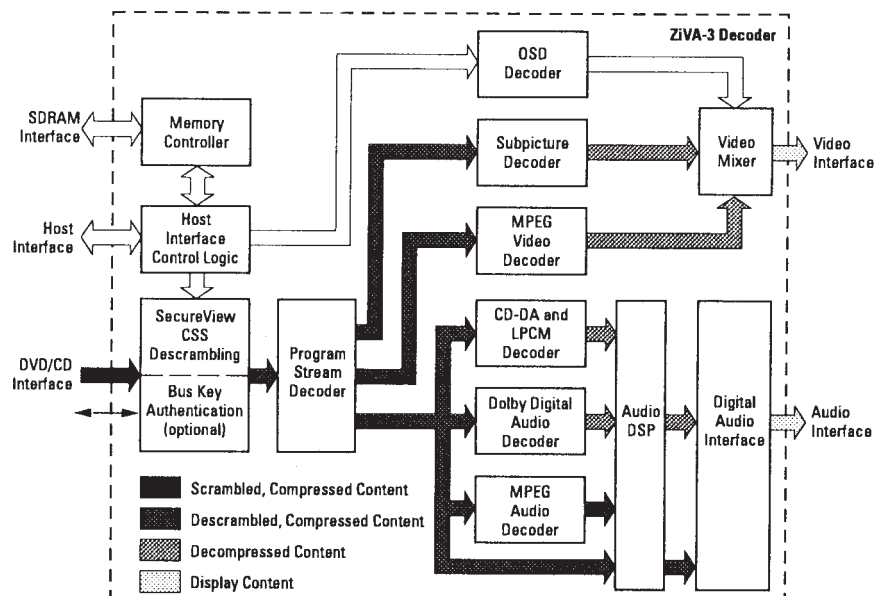 ZiVA-3 Decoder
OSD
Decoder
SDRAM
Interface
Memory
Controller
Subpicture
Decoder
Video
Mixer
Video
Interface
Host
Interface
Host
Interface
Control Logic
MPEG
Video
Decoder
SecureView
CSS
Descrambling
DVD/CD
Interface
Bus Key
Authentication
(optional)
Program
Stream
Decoder
CD-DA and
LPCM
Decoder
Dolby Digital
Audio
Decoder
MPEG
Audio
Decoder
Audio
DSP
Digital
Audio
Interface
Audio
Interface
Scrambled, Compressed Content
Descrambled, Compressed Content
Decompressed Content
Display Content